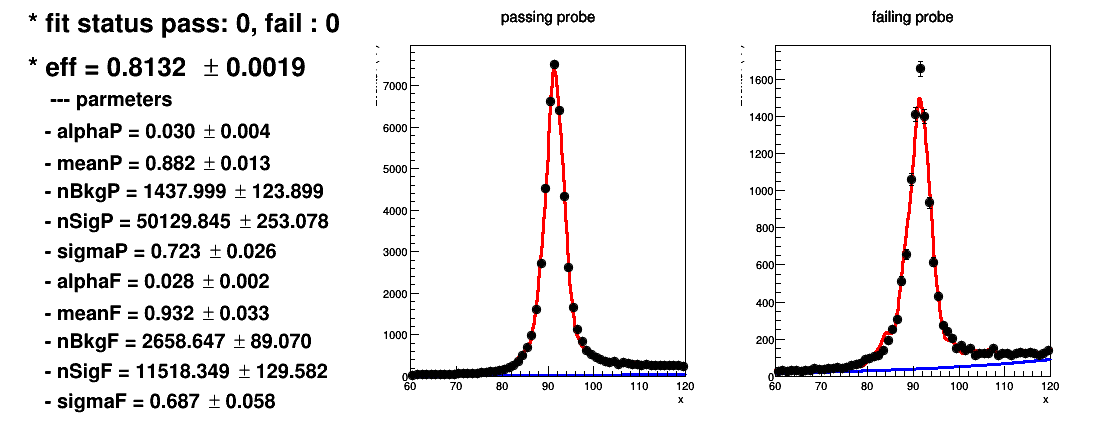 * fit status pass: 0, fail : 0
* eff = 0.8132 ± 0.0019
--- parmeters
- alphaP = 0.030 ± 0.004
- meanP = 0.882 ± 0.013
- nBkgP = 1437.999 ± 123.899
- nSigP = 50129.845 ± 253.078
- sigmaP = 0.723 ± 0.026
- alphaF = 0.028 ± 0.002
- meanF = 0.932 ± 0.033
- nBkgF = 2658.647 ± 89.070
- nSigF = 11518.349 ± 129.582
- sigmaF = 0.687 ± 0.058
passing probe
7000
6000
5000
4000
3000
2000
1000
0
60 70 80 90 100 110 120
x
failing probe
1600
1400
1200
1000
800
600
400
200
0
60 70 80 90 100 110 120
x